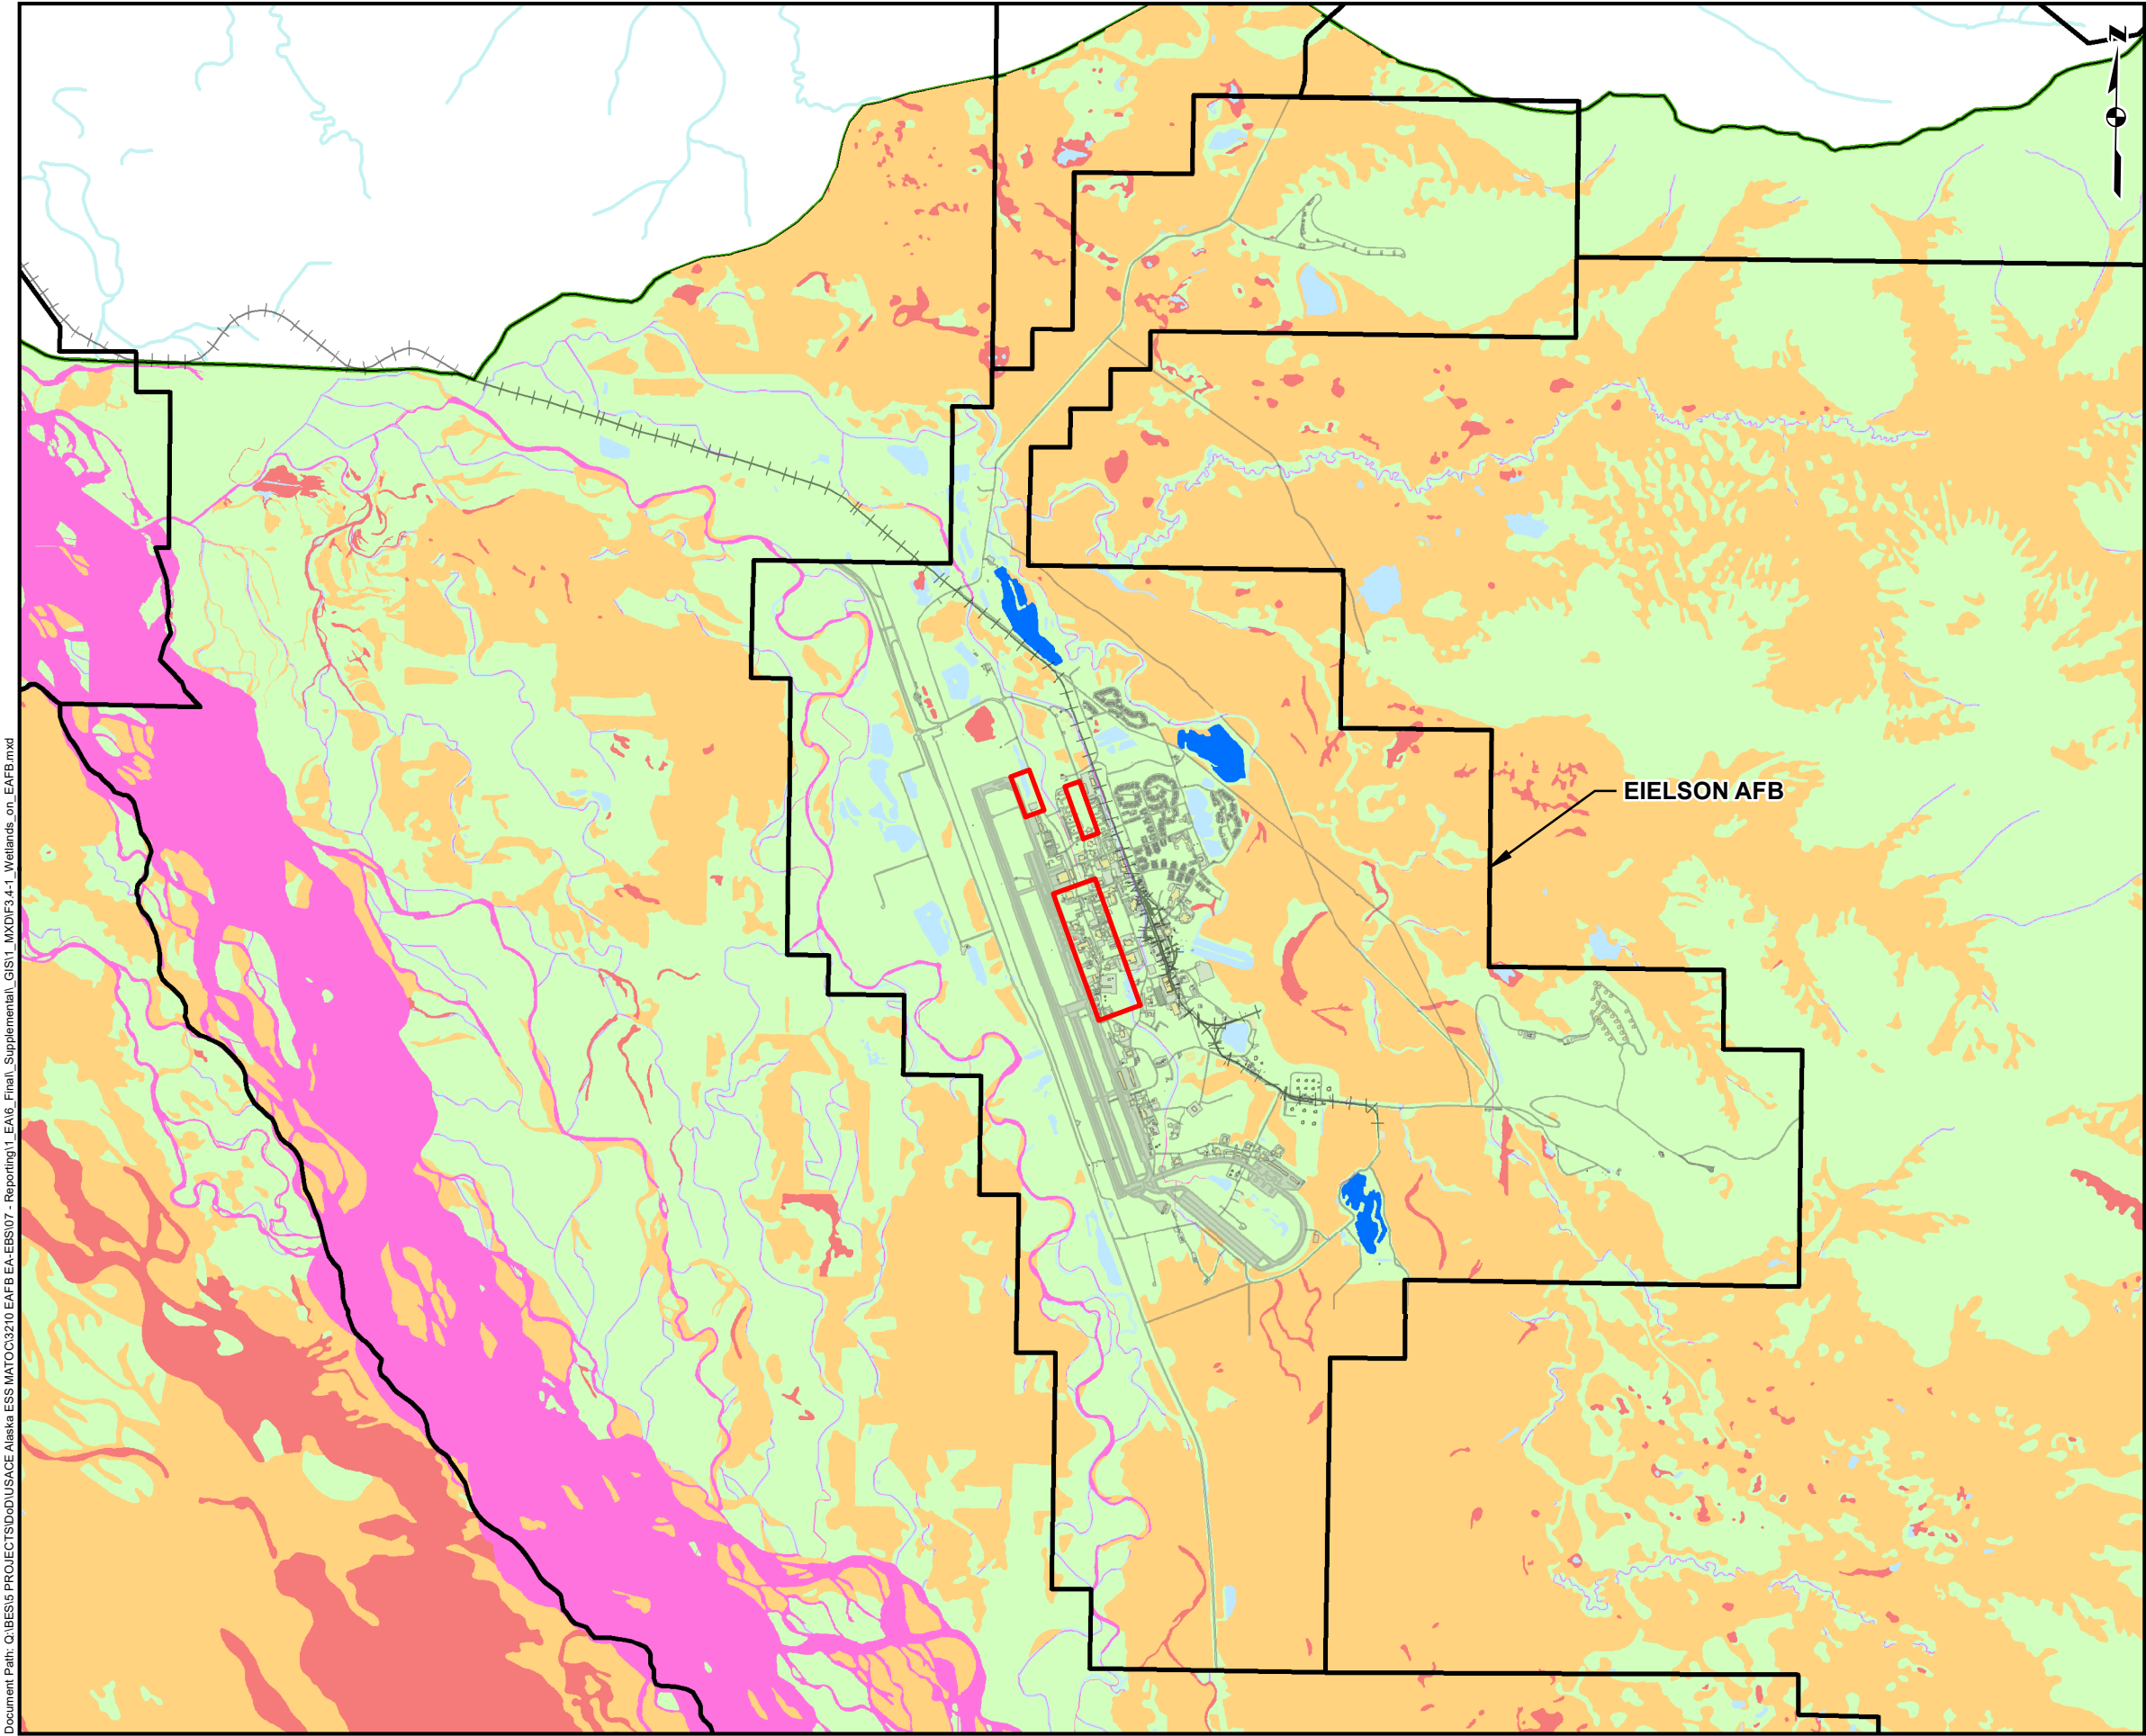 N
EIELSON AFB
Document Path: Q:\BES\5 PROJECTS\DoD\USACE Alaska ESS MATOC\3210 EAFB EA-EBS\07 - Reporting\1_EA\6_Final\_Supplemental\_GIS\1_MXD\F3.4-1_Wetlands_on_EAFB.mxd